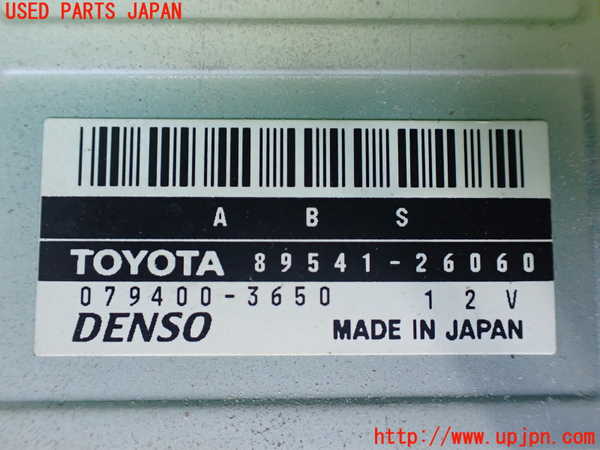 USED PARTS JAPAN
A B S
TOYOTA 89541-26060
079400-3650 12V
DENSO MADE IN JAPAN
http://www.upjpn.com/